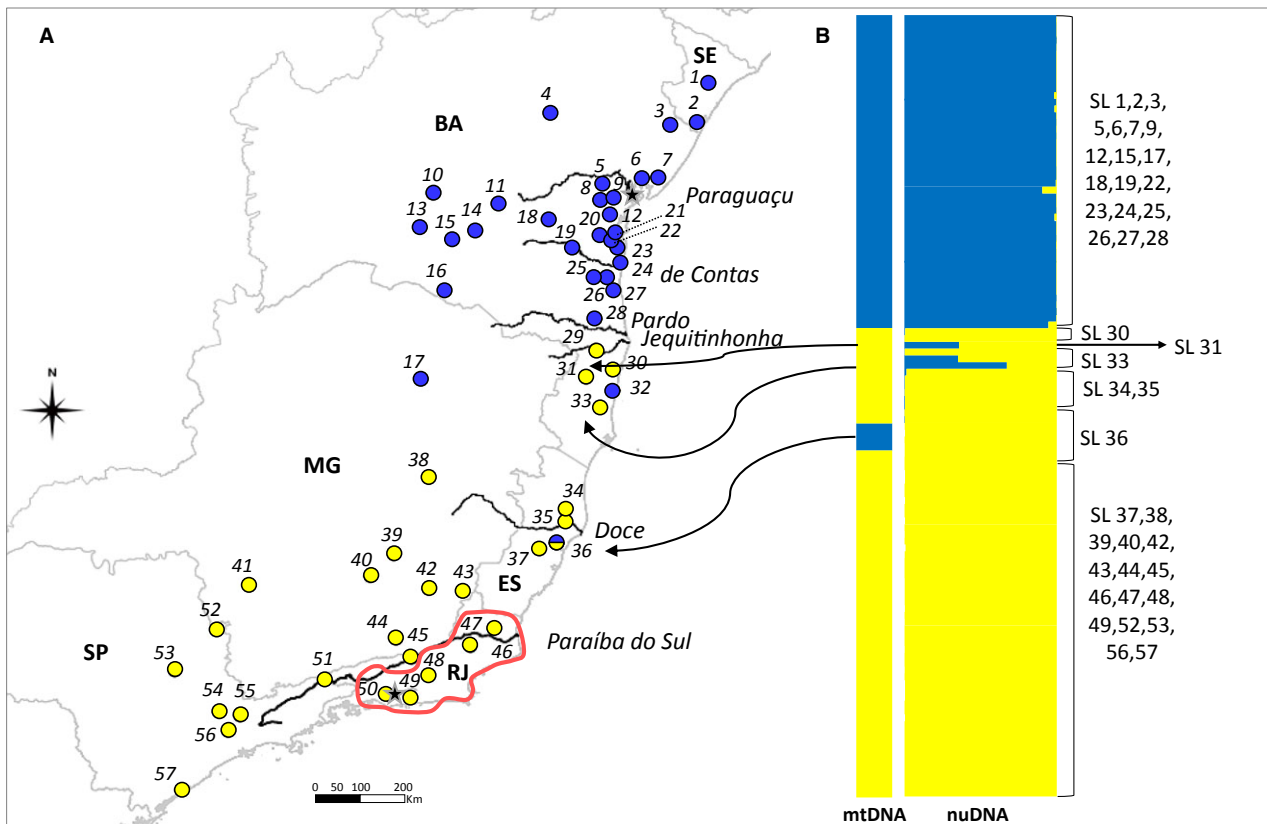 A
B
SE
1
2
3
4
BA
5
6
7
8
9
10
11
Paraguaçu
12
13
14
15
18
20
21
22
19
23
24
de Contas
16
25
26
27
28
Pardo
29
Jequitinhonha
30
31
32
17
33
N
MG
38
34
35
Doce
36
37
39
40
41
42
43
ES
52
44
45
47
46
Paraíba do Sul
SP
53
51
48
RJ
50
49
54
55
56
57
0 50 100 200
Km
SL 1,2,3,
5,6,7,9,
12,15,17,
18,19,22,
23,24,25,
26,27,28
SL 30
SL 31
SL 33
SL 34,35
SL 36
SL 37,38,
39,40,42,
43,44,45,
46,47,48,
49,52,53,
56,57
mtDNA nuDNA